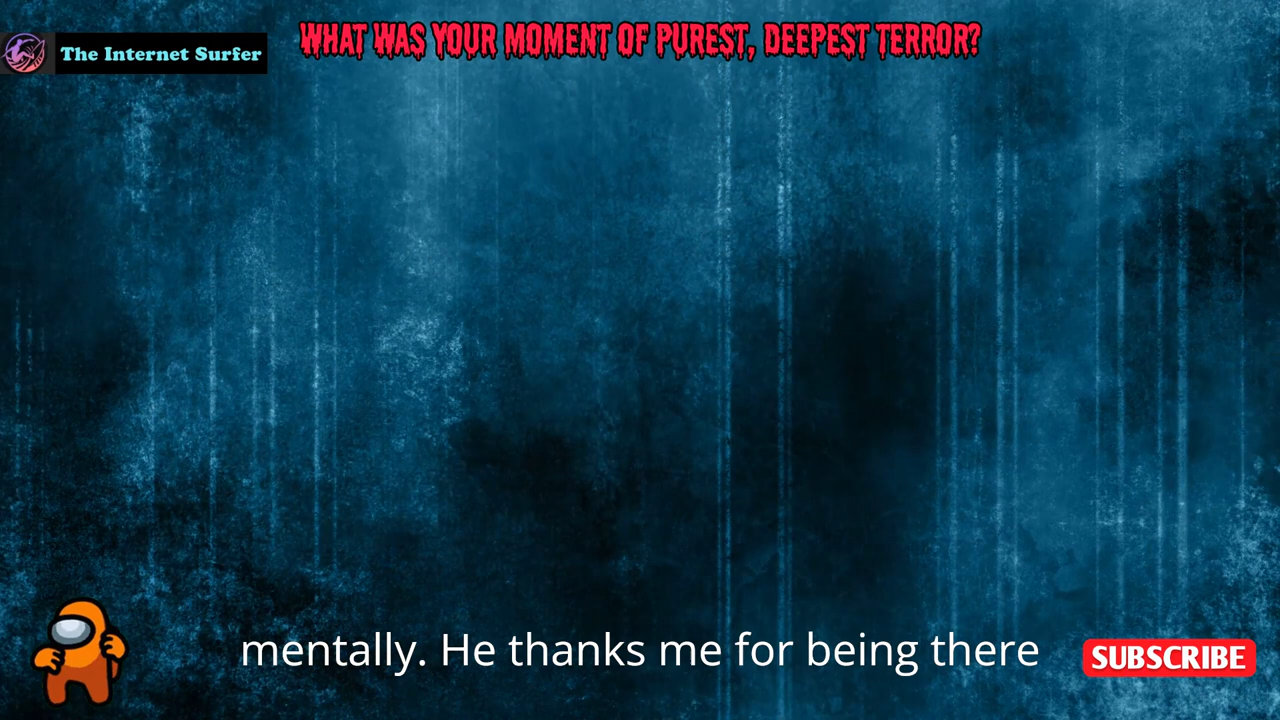 WHAT WAS YOUR MOMENT OF PUREST, DEEPEST TERROR?
The Internet Surfer
mentally. He thanks me for being there
SUBSCRIBE